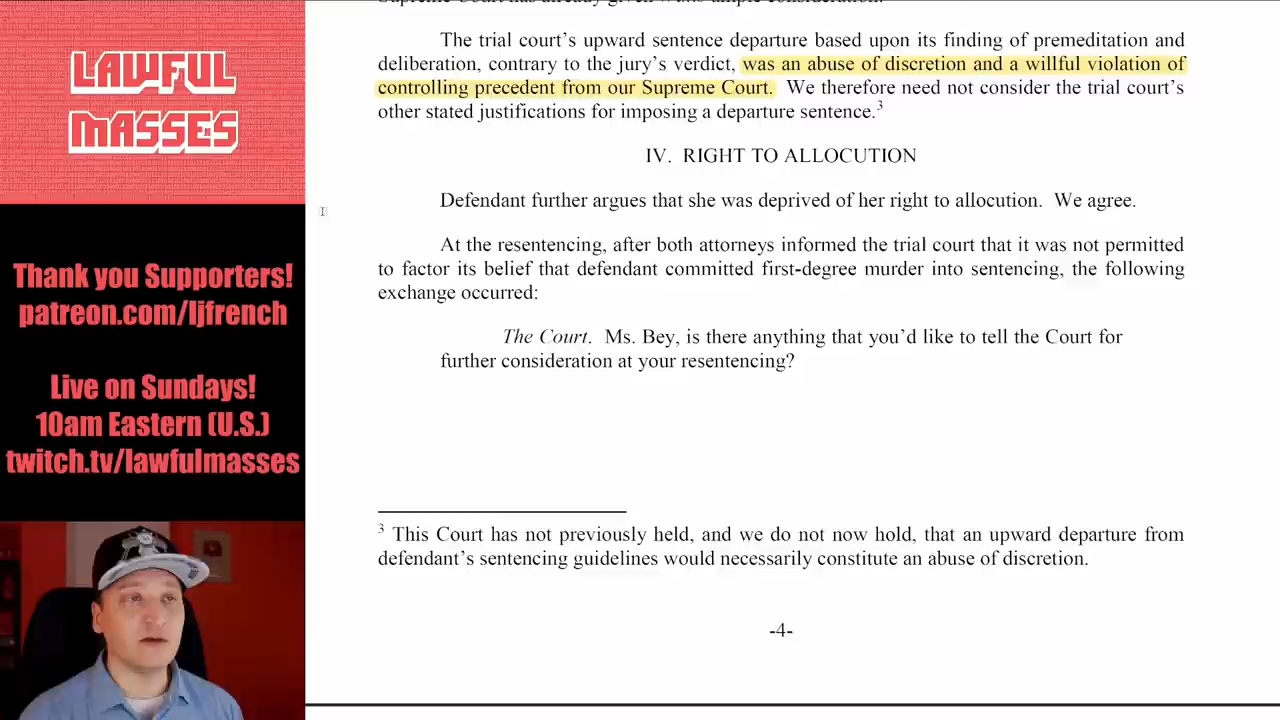 LAWFUL
MASSES
Thank you Supporters!
patreon.com/ljfrench
Live on Sundays!
10am Eastern (U.S.)
twitch.tv/lawfulmasses
Supreme Court has already given ample consideration.
The trial court's upward sentence departure based upon its finding of premeditation and
deliberation, contrary to the jury's verdict, was an abuse of discretion and a willful violation of
controlling precedent from our Supreme Court. We therefore need not consider the trial court's
other stated justifications for imposing a departure sentence.3
IV. RIGHT TO ALLOCUTION
Defendant further argues that she was deprived of her right to allocution. We agree.
At the resentencing, after both attorneys informed the trial court that it was not permitted
to factor its belief that defendant committed first-degree murder into sentencing, the following
exchange occurred:
The Court. Ms. Bey, is there anything that you'd like to tell the Court for
further consideration at your resentencing?
3 This Court has not previously held, and we do not now hold, that an upward departure from
defendant's sentencing guidelines would necessarily constitute an abuse of discretion.
-4-